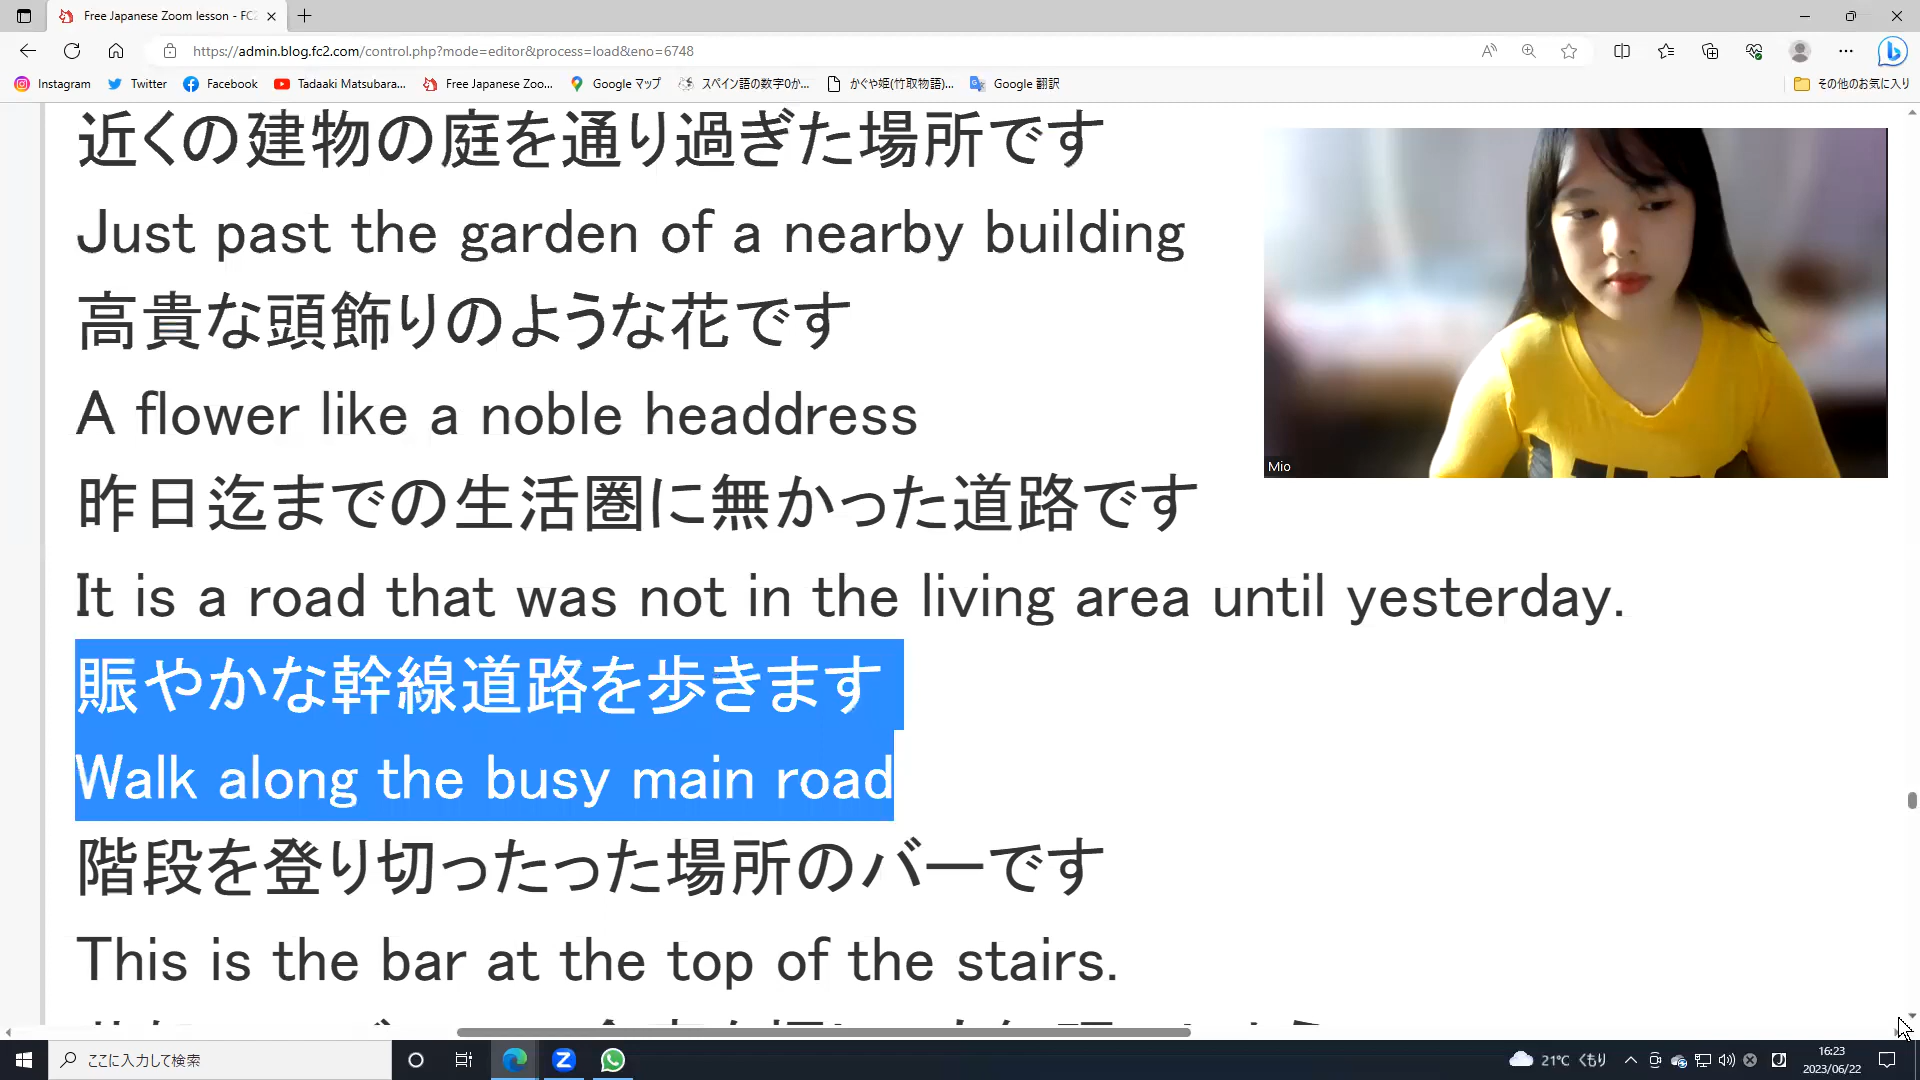 Free Japanese Zoom lesson - FC2
https://admin.blog.fc2.com/control.php?mode=editor&process=load&eno=6748
Instagram Twitter Facebook Tadaaki Matsubara... Free Japanese Zoo... Google マップ スペイン語の数字0か... かぐや姫(竹取物語)... Google 翻訳 その他のお気に入り
近くの建物の庭を通り過ぎた場所です
Just past the garden of a nearby building
高貴な頭飾りのような花です
A flower like a noble headdress
昨日迄までの生活圏に無かった道路です
It is a road that was not in the living area until yesterday.
賑やかな幹線道路を歩きます
Walk along the busy main road
階段を登り切ったった場所のバーです
This is the bar at the top of the stairs.
Mio
ここに入力して検索
21℃ くもり
16:23
2023/06/22